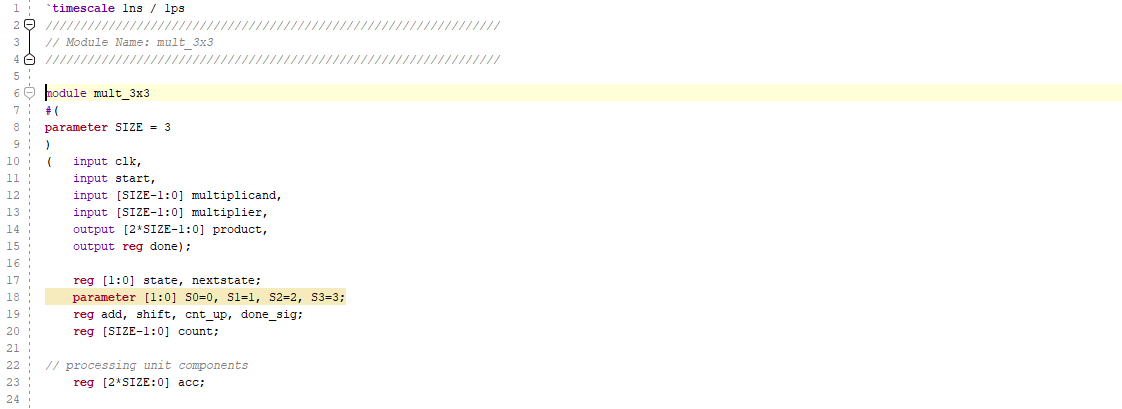 1 `timescale 1ns / 1ps
2 /////////////////////////////////////////////////////////////////
3 // Module Name: mult_3x3
4 /////////////////////////////////////////////////////////////////
5
6 module mult_3x3
7 #(
8 parameter SIZE = 3
9 )
10 (   input clk,
11     input start,
12     input [SIZE-1:0] multiplicand,
13     input [SIZE-1:0] multiplier,
14     output [2*SIZE-1:0] product,
15     output reg done);
16
17     reg [1:0] state, nextstate;
18     parameter [1:0] S0=0, S1=1, S2=2, S3=3;
19     reg add, shift, cnt_up, done_sig;
20     reg [SIZE-1:0] count;
21
22 // processing unit components
23     reg [2*SIZE:0] acc;
24